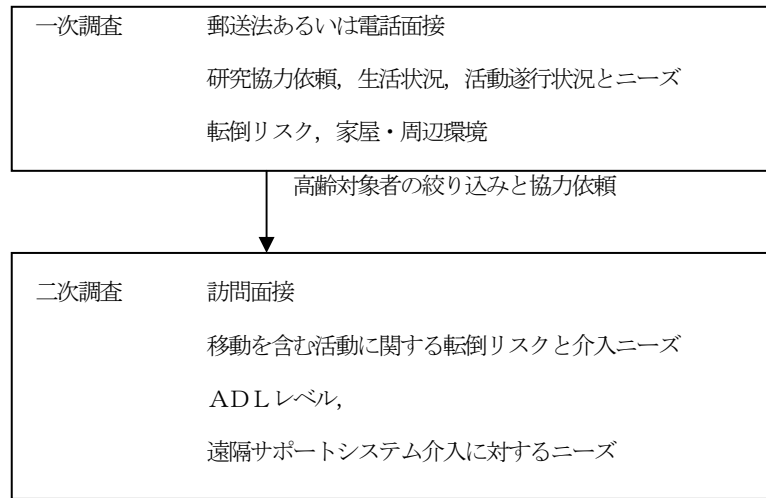 一次調査 郵送法あるいは電話面接
研究協力依頼，生活状況，活動遂行状況とニーズ
転倒リスク，家屋・周辺環境
高齢対象者の絞り込みと協力依頼
二次調査 訪問面接
移動を含む活動に関する転倒リスクと介入ニーズ
ＡＤＬレベル，
遠隔サポートシステム介入に対するニーズ